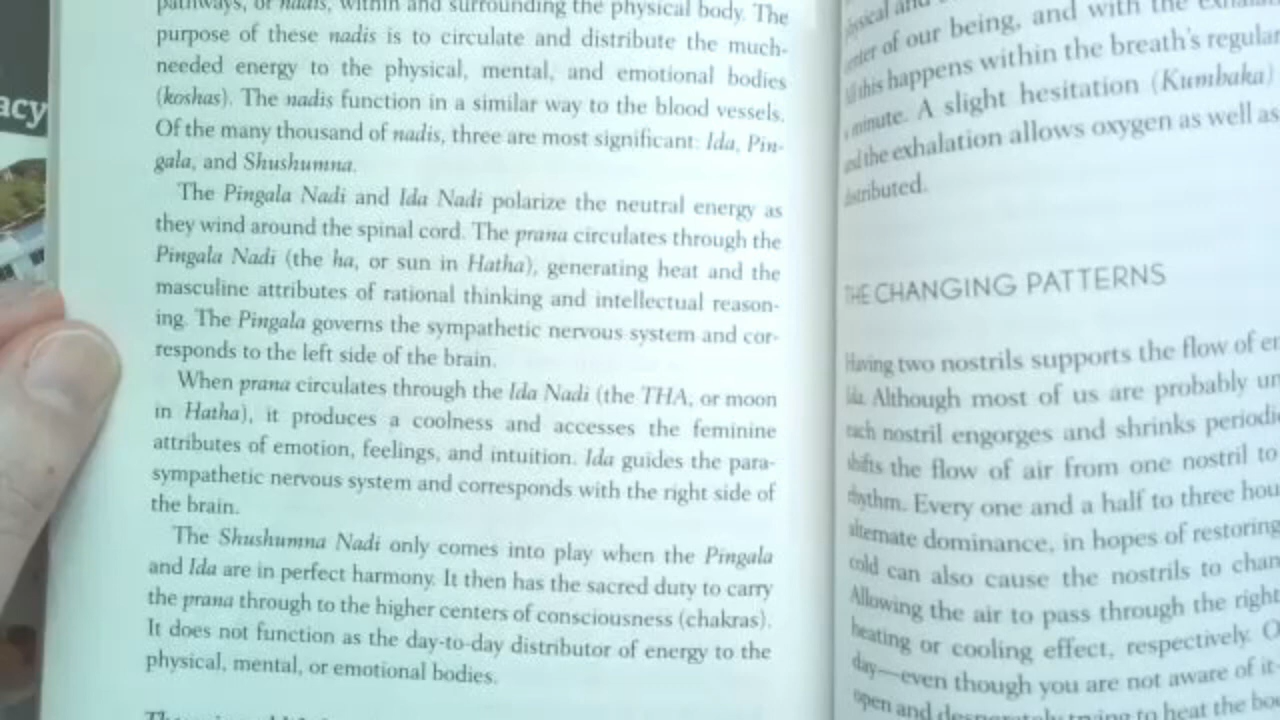 acy
pathways, or nadis, within and surrounding the physical body. The
purpose of these nadis is to circulate and distribute the much-
needed energy to the physical, mental, and emotional bodies
(koshas). The nadis function in a similar way to the blood vessels.
Of the many thousand of nadis, three are most significant: Ida, Pin-
gala, and Shushumna.
The Pingala Nadi and Ida Nadi polarize the neutral energy as
they wind around the spinal cord. The prana circulates through the
Pingala Nadi (the ha, or sun in Hatha), generating heat and the
masculine attributes of rational thinking and intellectual reason-
ing. The Pingala governs the sympathetic nervous system and cor-
responds to the left side of the brain.
When prana circulates through the Ida Nadi (the THA, or moon
in Hatha), it produces a coolness and accesses the feminine
attributes of emotion, feelings, and intuition. Ida guides the para-
sympathetic nervous system and corresponds with the right side of
the brain.
The Shushumna Nadi only comes into play when the Pingala
and Ida are in perfect harmony. It then has the sacred duty to carry
the prana through to the higher centers of consciousness (chakras).
It does not function as the day-to-day distributor of energy to the
physical, mental, or emotional bodies.
physical and
center of our being, and with the
this happens within the breath's regular
minute. A slight hesitation (Kumbaka)
and the exhalation allows oxygen as well as
distributed.
THE CHANGING PATTERNS
Having two nostrils supports the flow of
Ida. Although most of us are probably
each nostril engorges and shrinks
shifts the flow of air from one nostril to
rhythm. Every one and a half to three
alternate dominance, in hopes of restoring
cold can also cause the nostrils to
Allowing the air to pass through the right
heating or cooling effect, respectively.
day—even though you are not aware of
open and desperately trying to heat the